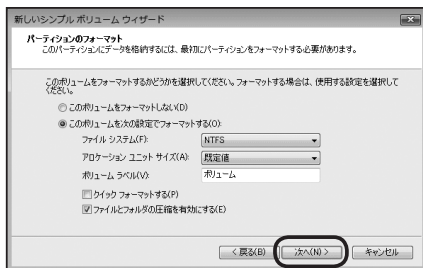 新しいシンプル ボリューム ウィザード
パーティションのフォーマット
このパーティションにデータを格納するには、最初にパーティションをフォーマットする必要があります。
このボリュームをフォーマットするかどうかを選択してください。フォーマットする場合は、使用する設定を選択して
ください。
このボリュームをフォーマットしない(D)
このボリュームを次の設定でフォーマットする(O):
ファイル システム(F): NTFS
アロケーション ユニット サイズ(A): 既定値
ボリューム ラベル(V): ボリューム
クイック フォーマットする(P)
ファイルとフォルダの圧縮を有効にする(E)
< 戻る(B) 次へ(N) > キャンセル